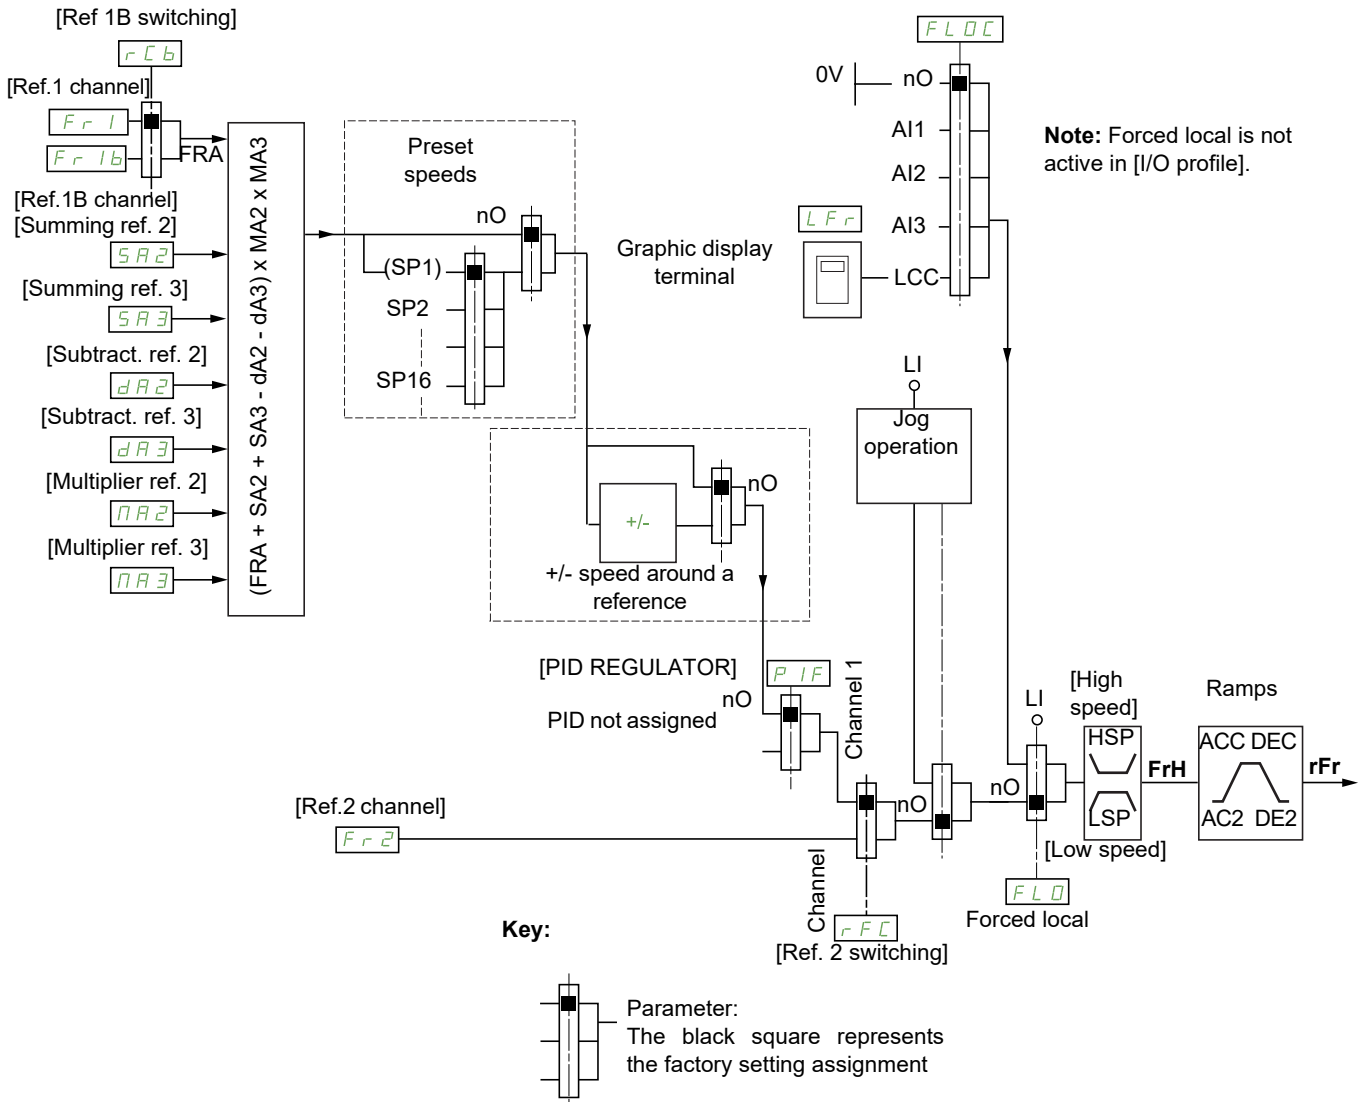 [Ref 1B switching]
rCb
[Ref.1 channel]
Fr1
Fr1b
FRA
[Ref.1B channel]
[Summing ref. 2]
SA2
[Summing ref. 3]
SA3
[Subtract. ref. 2]
dA2
[Subtract. ref. 3]
dA3
[Multiplier ref. 2]
MA2
[Multiplier ref. 3]
MA3
(FRA + SA2 + SA3 - dA2 - dA3) x MA2 x MA3
Preset
speeds
nO
(SP1)
SP2
SP16
+/-
nO
+/- speed around a
reference
FLOC
0V
nO
AI1
AI2
AI3
LCC
LFr
Graphic display
terminal
Note: Forced local is not
active in [I/O profile].
LI
Jog
operation
[PID REGULATOR]
PIF
nO
PID not assigned
Channel 1
[Ref.2 channel]
Fr2
nO
Channel
rFC
[Ref. 2 switching]
nO
LI
FLO
Forced local
[High
speed]
HSP
LSP
[Low speed]
FrH
Ramps
ACC DEC
AC2 DE2
rFr
Key:
Parameter:
The black square represents
the factory setting assignment